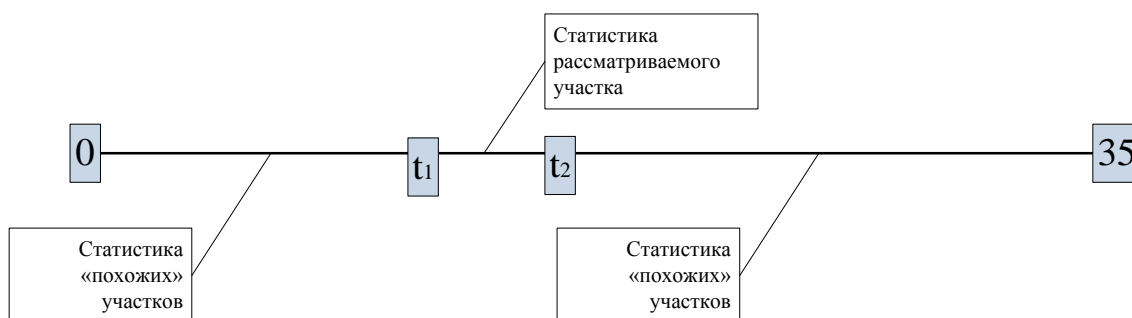 Статистика
рассматриваемого
участка
0
t1
t2
35
Статистика
«похожих»
участков
Статистика
«похожих»
участков